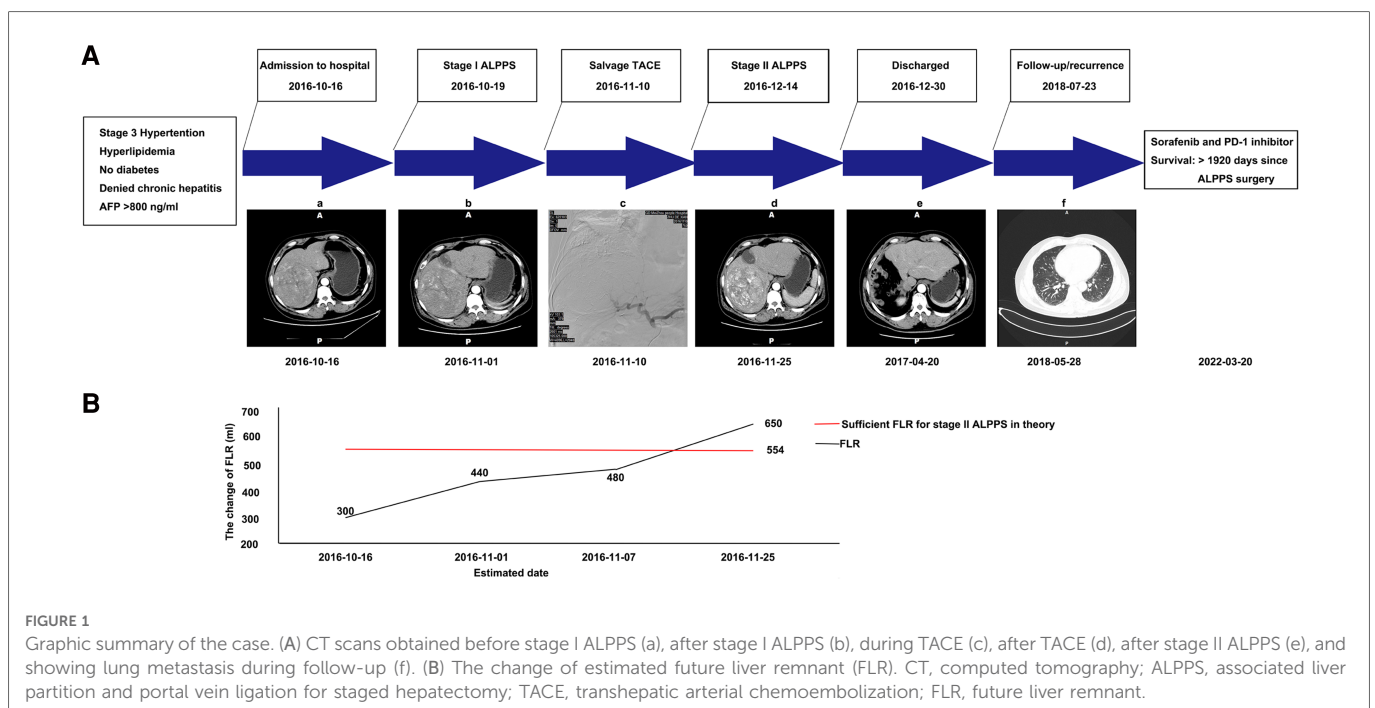 A
Admission to hospital
2016-10-16
Stage I ALPPS
2016-10-19
Salvage TACE
2016-11-10
Stage II ALPPS
2016-12-14
Discharged
2016-12-30
Follow-up/recurrence
2018-07-23
Stage 3 Hypertention
Hyperlipidemia
No diabetes
Denied chronic hepatitis
AFP >800 ng/ml
Sorafenib and PD-1 inhibitor
Survival: > 1920 days since
ALPPS surgery
a
b
c
d
e
f
A
A
A
A
A
P
P
P
P
P
2016-10-16
2016-11-01
2016-11-10
2016-11-25
2017-04-20
2018-05-28
2022-03-20
B
The change of FLR (ml)
700
600
500
400
300
200
300
440
480
650
554
Sufficient FLR for stage II ALPPS in theory
FLR
2016-10-16
2016-11-01
2016-11-07
2016-11-25
Estimated date
FIGURE 1
Graphic summary of the case. (A) CT scans obtained before stage I ALPPS (a), after stage I ALPPS (b), during TACE (c), after TACE (d), after stage II ALPPS (e), and
showing lung metastasis during follow-up (f). (B) The change of estimated future liver remnant (FLR). CT, computed tomography; ALPPS, associated liver
partition and portal vein ligation for staged hepatectomy; TACE, transhepatic arterial chemoembolization; FLR, future liver remnant.